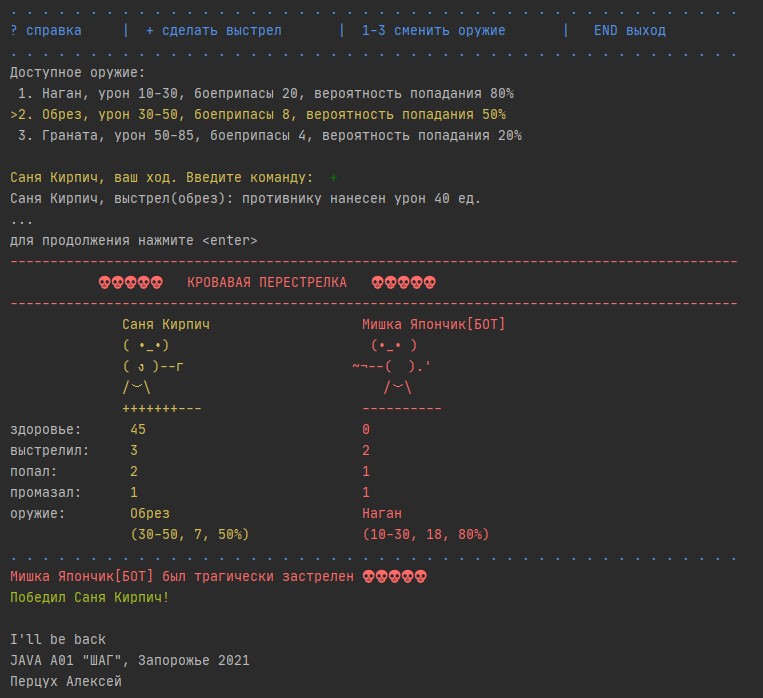 ? справка | + сделать выстрел | 1-3 сменить оружие | END выход
Доступное оружие:
1. Наган, урон 10-30, боеприпасы 20, вероятность попадания 80%
>2. Обрез, урон 30-50, боеприпасы 8, вероятность попадания 50%
3. Граната, урон 50-85, боеприпасы 4, вероятность попадания 20%
Саня Кирпич, ваш ход. Введите команду: +
Саня Кирпич, выстрел(обрез): противнику нанесен урон 40 ед.
...
для продолжения нажмите <enter>
--------------------------------------------------------------------------------------------
💀💀💀💀💀 КРОВАВАЯ ПЕРЕСТРЕЛКА 💀💀💀💀💀
--------------------------------------------------------------------------------------------
Саня Кирпич Мишка Япончик[БОТ]
( •_•) (•_• )
( ง )--г ~¬--( ).'
/︶\ /︶\
+++++++--- ----------
здоровье: 45 0
выстрелил: 3 2
попал: 2 1
промазал: 1 1
оружие: Обрез Наган
(30-50, 7, 50%) (10-30, 18, 80%)
Мишка Япончик[БОТ] был трагически застрелен 💀💀💀💀💀
Победил Саня Кирпич!
I'll be back
JAVA A01 "ШАГ", Запорожье 2021
Перцух Алексей